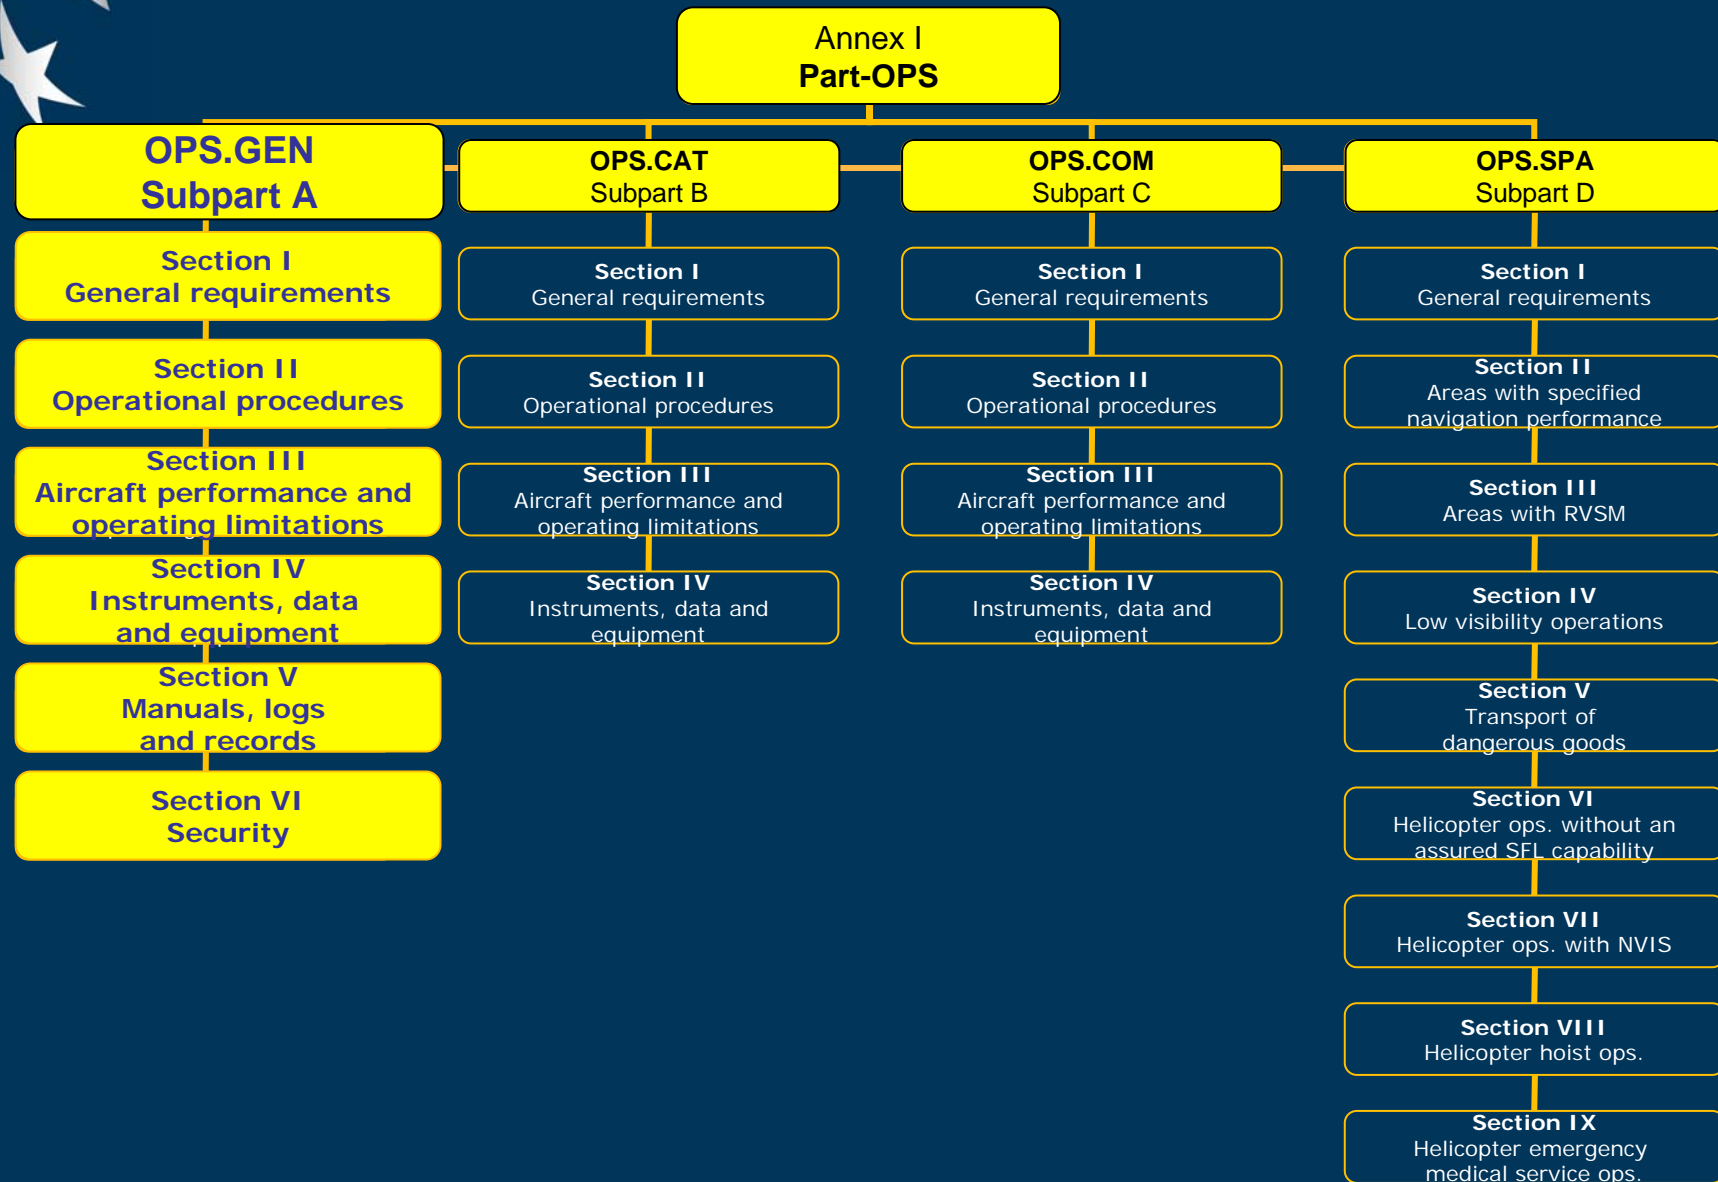 Annex I
Part-OPS
OPS.GEN
Subpart A
Section I
General requirements
Section II
Operational procedures
Section III
Aircraft performance and
operating limitations
Section IV
Instruments, data
and equipment
Section V
Manuals, logs
and records
Section VI
Security
OPS.CAT
Subpart B
Section I
General requirements
Section II
Operational procedures
Section III
Aircraft performance and
operating limitations
Section IV
Instruments, data and
equipment
OPS.COM
Subpart C
Section I
General requirements
Section II
Operational procedures
Section III
Aircraft performance and
operating limitations
Section IV
Instruments, data and
equipment
OPS.SPA
Subpart D
Section I
General requirements
Section II
Areas with specified
navigation performance
Section III
Areas with RVSM
Section IV
Low visibility operations
Section V
Transport of
dangerous goods
Section VI
Helicopter ops. without an
assured SFL capability
Section VII
Helicopter ops. with NVIS
Section VIII
Helicopter hoist ops.
Section IX
Helicopter emergency
medical service ops.